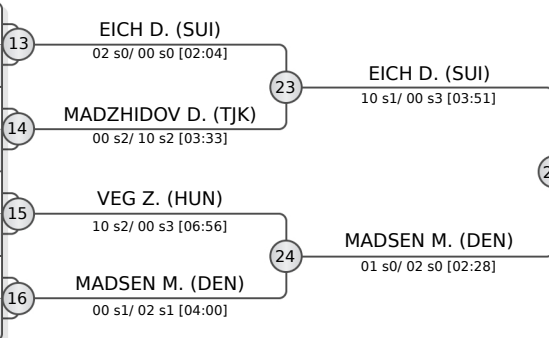 13
EICH D. (SUI)
02 s0/ 00 s0 [02:04]
23
EICH D. (SUI)
10 s1/ 00 s3 [03:51]
14
MADZHIDOV D. (TJK)
00 s2/ 10 s2 [03:33]
15
VEG Z. (HUN)
10 s2/ 00 s3 [06:56]
24
MADSEN M. (DEN)
01 s0/ 02 s0 [02:28]
16
MADSEN M. (DEN)
00 s1/ 02 s1 [04:00]